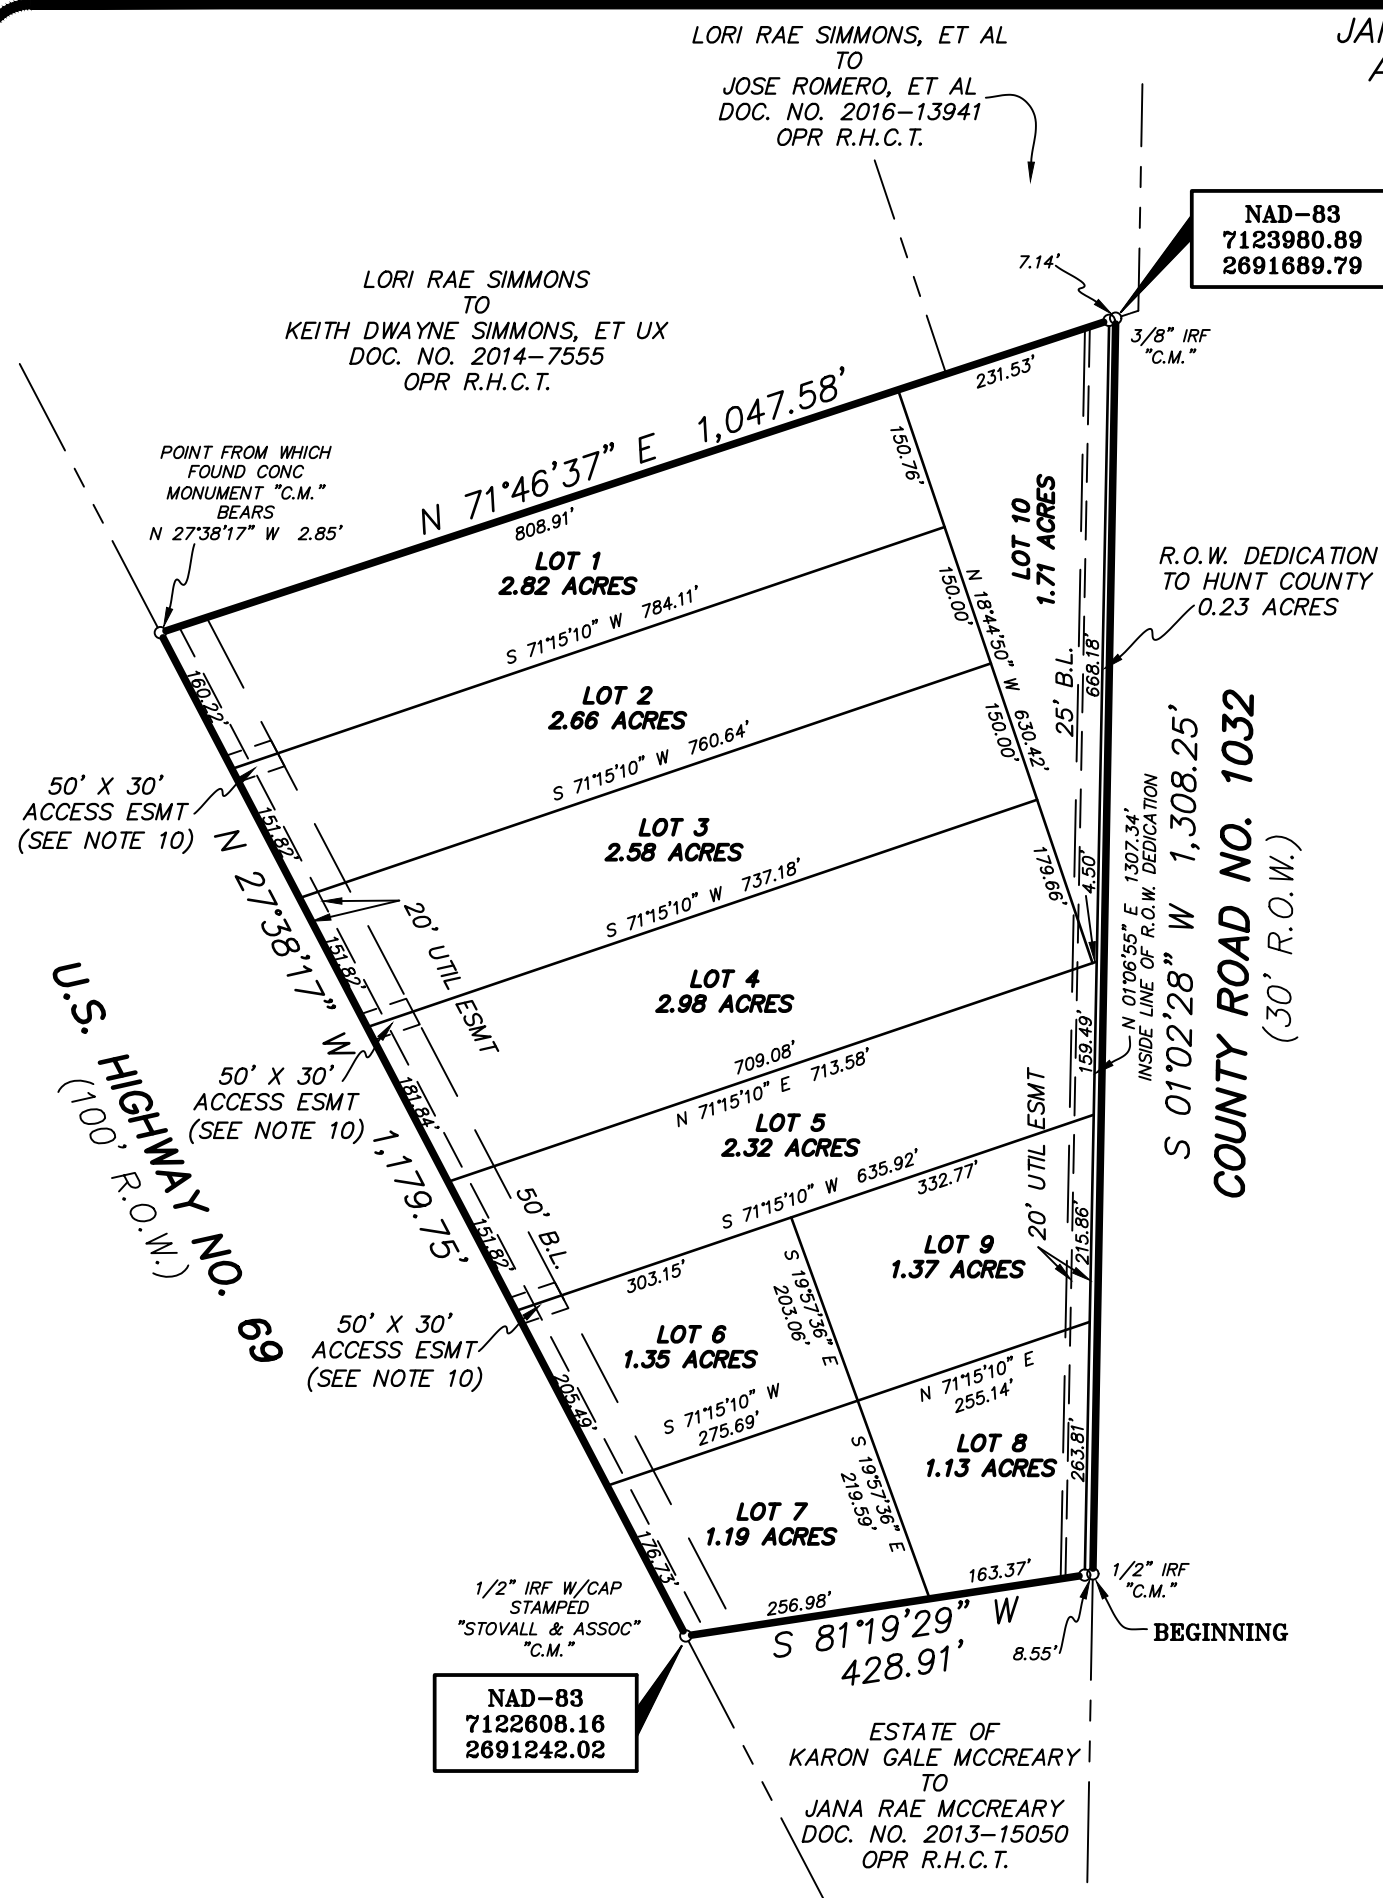 LORI RAE SIMMONS, ET AL
TO
JOSE ROMERO, ET AL
DOC. NO. 2016-13941
OPR R.H.C.T.
JAN
NAD-83
7123980.89
2691689.79
7.14'
3/8" IRF
"C.M."
LORI RAE SIMMONS
TO
KEITH DWAYNE SIMMONS, ET UX
DOC. NO. 2014-7555
OPR R.H.C.T.
POINT FROM WHICH
FOUND CONC
MONUMENT "C.M."
BEARS
N 27°38'17" W 2.85'
N 71°46'37" E 1,047.58'
808.91'
231.53'
LOT 1
2.82 ACRES
150.76'
LOT 10
1.71 ACRES
R.O.W. DEDICATION
TO HUNT COUNTY
0.23 ACRES
160.22'
S 71°15'10" W 784.11'
150.00'
N 18°44'50" W 630.42'
25' B.L.
668.18'
LOT 2
2.66 ACRES
50' X 30'
ACCESS ESMT
(SEE NOTE 10)
151.82'
S 71°15'10" W 760.64'
150.00'
LOT 3
2.58 ACRES
N 27°38'17" W 1,179.75'
20' UTIL ESMT
151.82'
S 71°15'10" W 737.18'
179.66'
4.50'
N 01°06'55" E 1307.34'
INSIDE LINE OF R.O.W. DEDICATION
S 01°02'28" W 1,308.25'
COUNTY ROAD NO. 1032
(30' R.O.W.)
LOT 4
2.98 ACRES
U.S. HIGHWAY NO. 69
(100' R.O.W.)
50' X 30'
ACCESS ESMT
(SEE NOTE 10)
181.84'
709.08'
N 71°15'10" E 713.58'
159.49'
LOT 5
2.32 ACRES
20' UTIL ESMT
50' B.L.
151.82'
S 71°15'10" W 635.92'
303.15'
332.77'
215.86'
LOT 9
1.37 ACRES
S 19°57'36" E
203.06'
50' X 30'
ACCESS ESMT
(SEE NOTE 10)
LOT 6
1.35 ACRES
205.49'
S 71°15'10" W
275.69'
N 71°15'10" E
255.14'
LOT 8
1.13 ACRES
263.81'
S 19°57'36" E
219.59'
LOT 7
1.19 ACRES
176.73'
1/2" IRF W/CAP
STAMPED
"STOVALL & ASSOC"
"C.M."
256.98'
163.37'
S 81°19'29" W
428.91'
8.55'
1/2" IRF
"C.M."
BEGINNING
NAD-83
7122608.16
2691242.02
ESTATE OF
KARON GALE MCCREARY
TO
JANA RAE MCCREARY
DOC. NO. 2013-15050
OPR R.H.C.T.